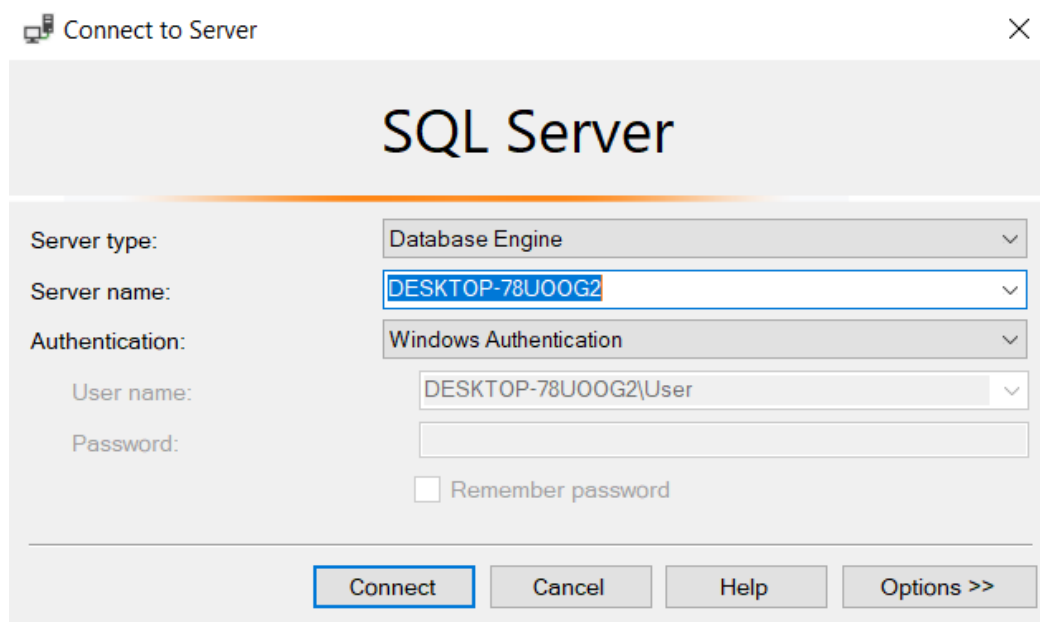 Connect to Server
SQL Server
Server type: Database Engine
Server name: DESKTOP-78UOOG2
Authentication: Windows Authentication
User name: DESKTOP-78UOOG2\User
Password:
Remember password
Connect Cancel Help Options >>